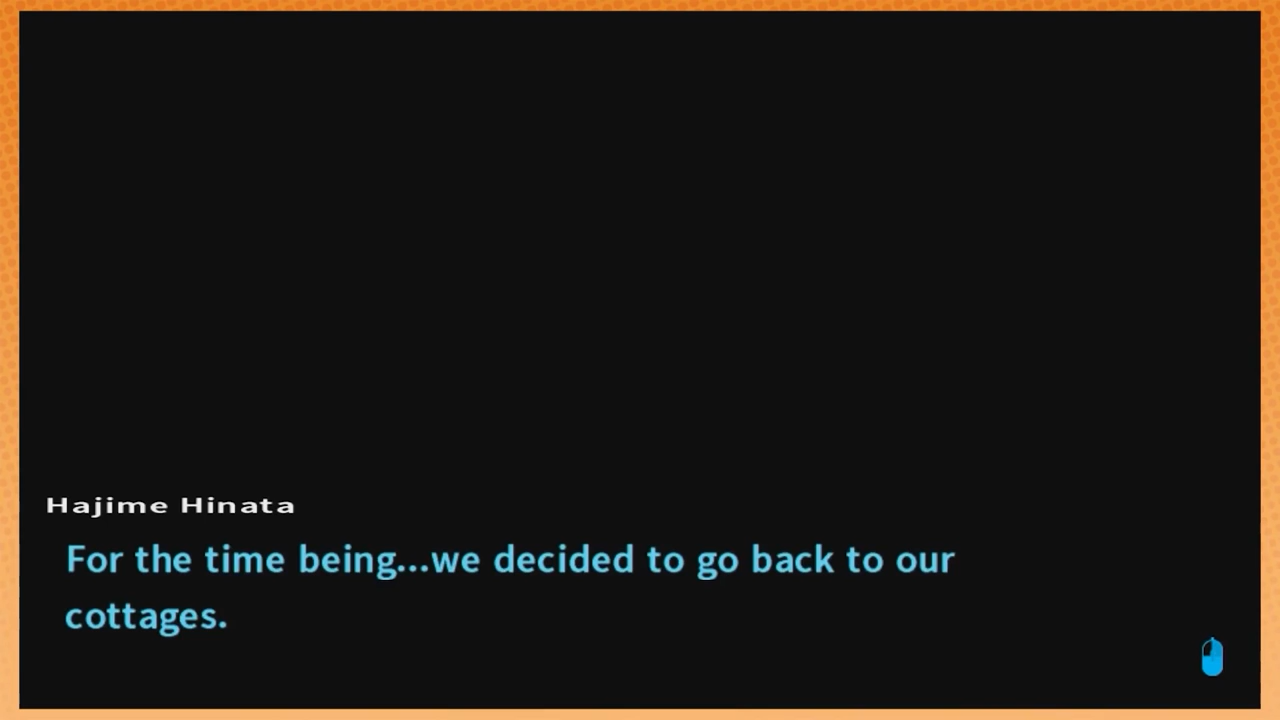 Hajime Hinata
For the time being...we decided to go back to our
cottages.